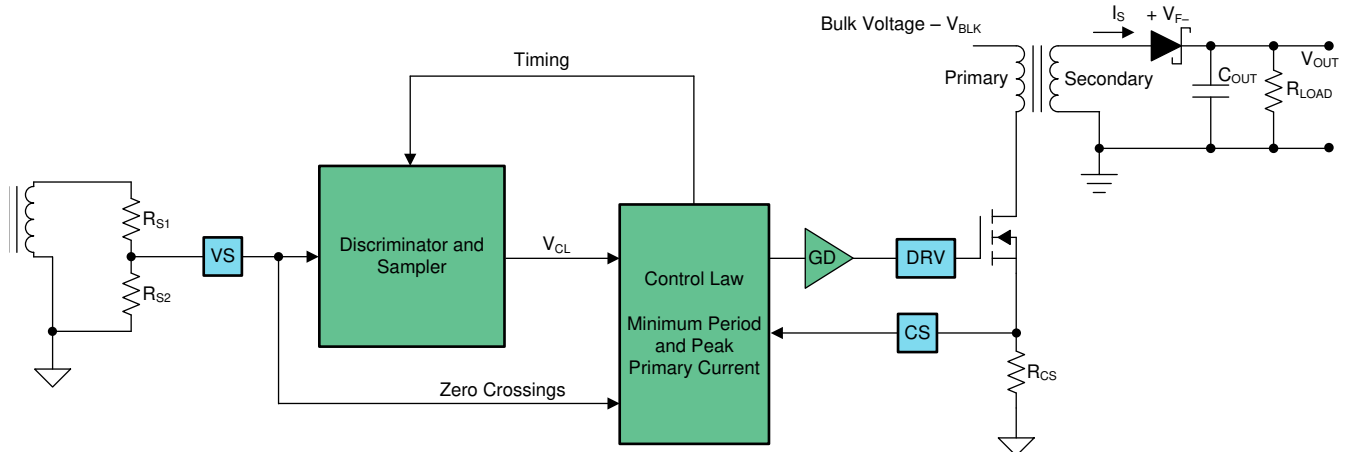 Bulk Voltage – VBLK
IS
+ VF–
Timing
Primary
Secondary
COUT
VOUT
RLOAD
RS1
VS
RS2
Discriminator and
Sampler
VCL
Control Law
Minimum Period
and Peak
Primary Current
GD
DRV
CS
RCS
Zero Crossings